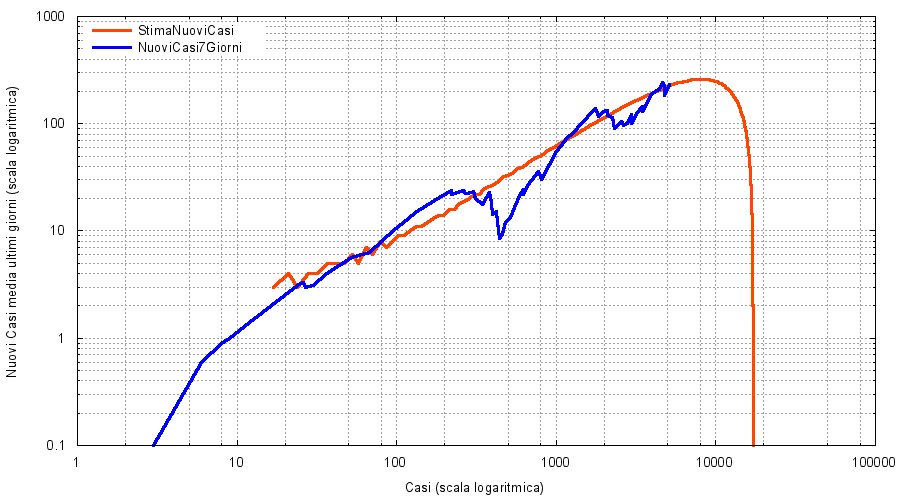 StimaNuoviCasi
NuoviCasi7Giorni
Nuovi Casi media ultimi giorni (scala logaritmica)
1000
100
10
1
0.1
1
10
100
1000
10000
100000
Casi (scala logaritmica)